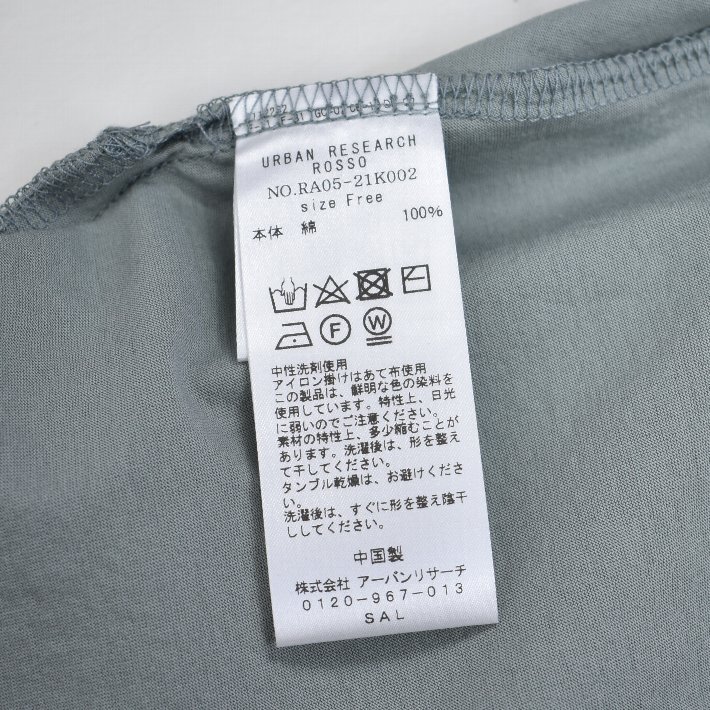 URBAN RESEARCH
ROSSO
NO.RA05-21K002
size Free
本体 綿 100%
F W
中性洗剤使用
アイロン掛けはあて布使用
この製品は、鮮明な色の染料を
使用しています。特性上、日光
に弱いのでご注意ください。
素材の特性上、多少縮むことが
あります。洗濯後は、形を整え
て干してください。
タンブル乾燥は、お避けくださ
い。
洗濯後は、すぐに形を整え陰干
ししてください。
中国製
株式会社 アーバンリサーチ
0120-967-013
SAL